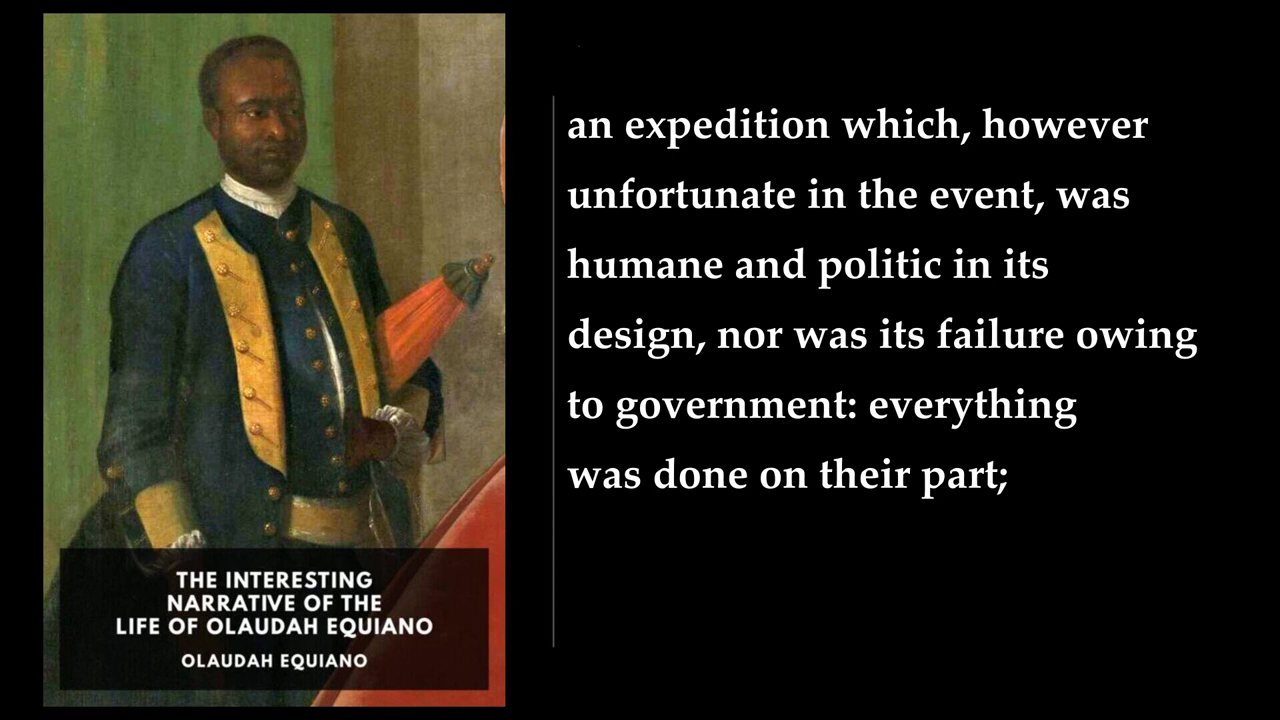 THE INTERESTING
NARRATIVE OF THE
LIFE OF OLAUDAH EQUIANO
OLAUDAH EQUIANO
an expedition which, however
unfortunate in the event, was
humane and politic in its
design, nor was its failure owing
to government: everything
was done on their part;